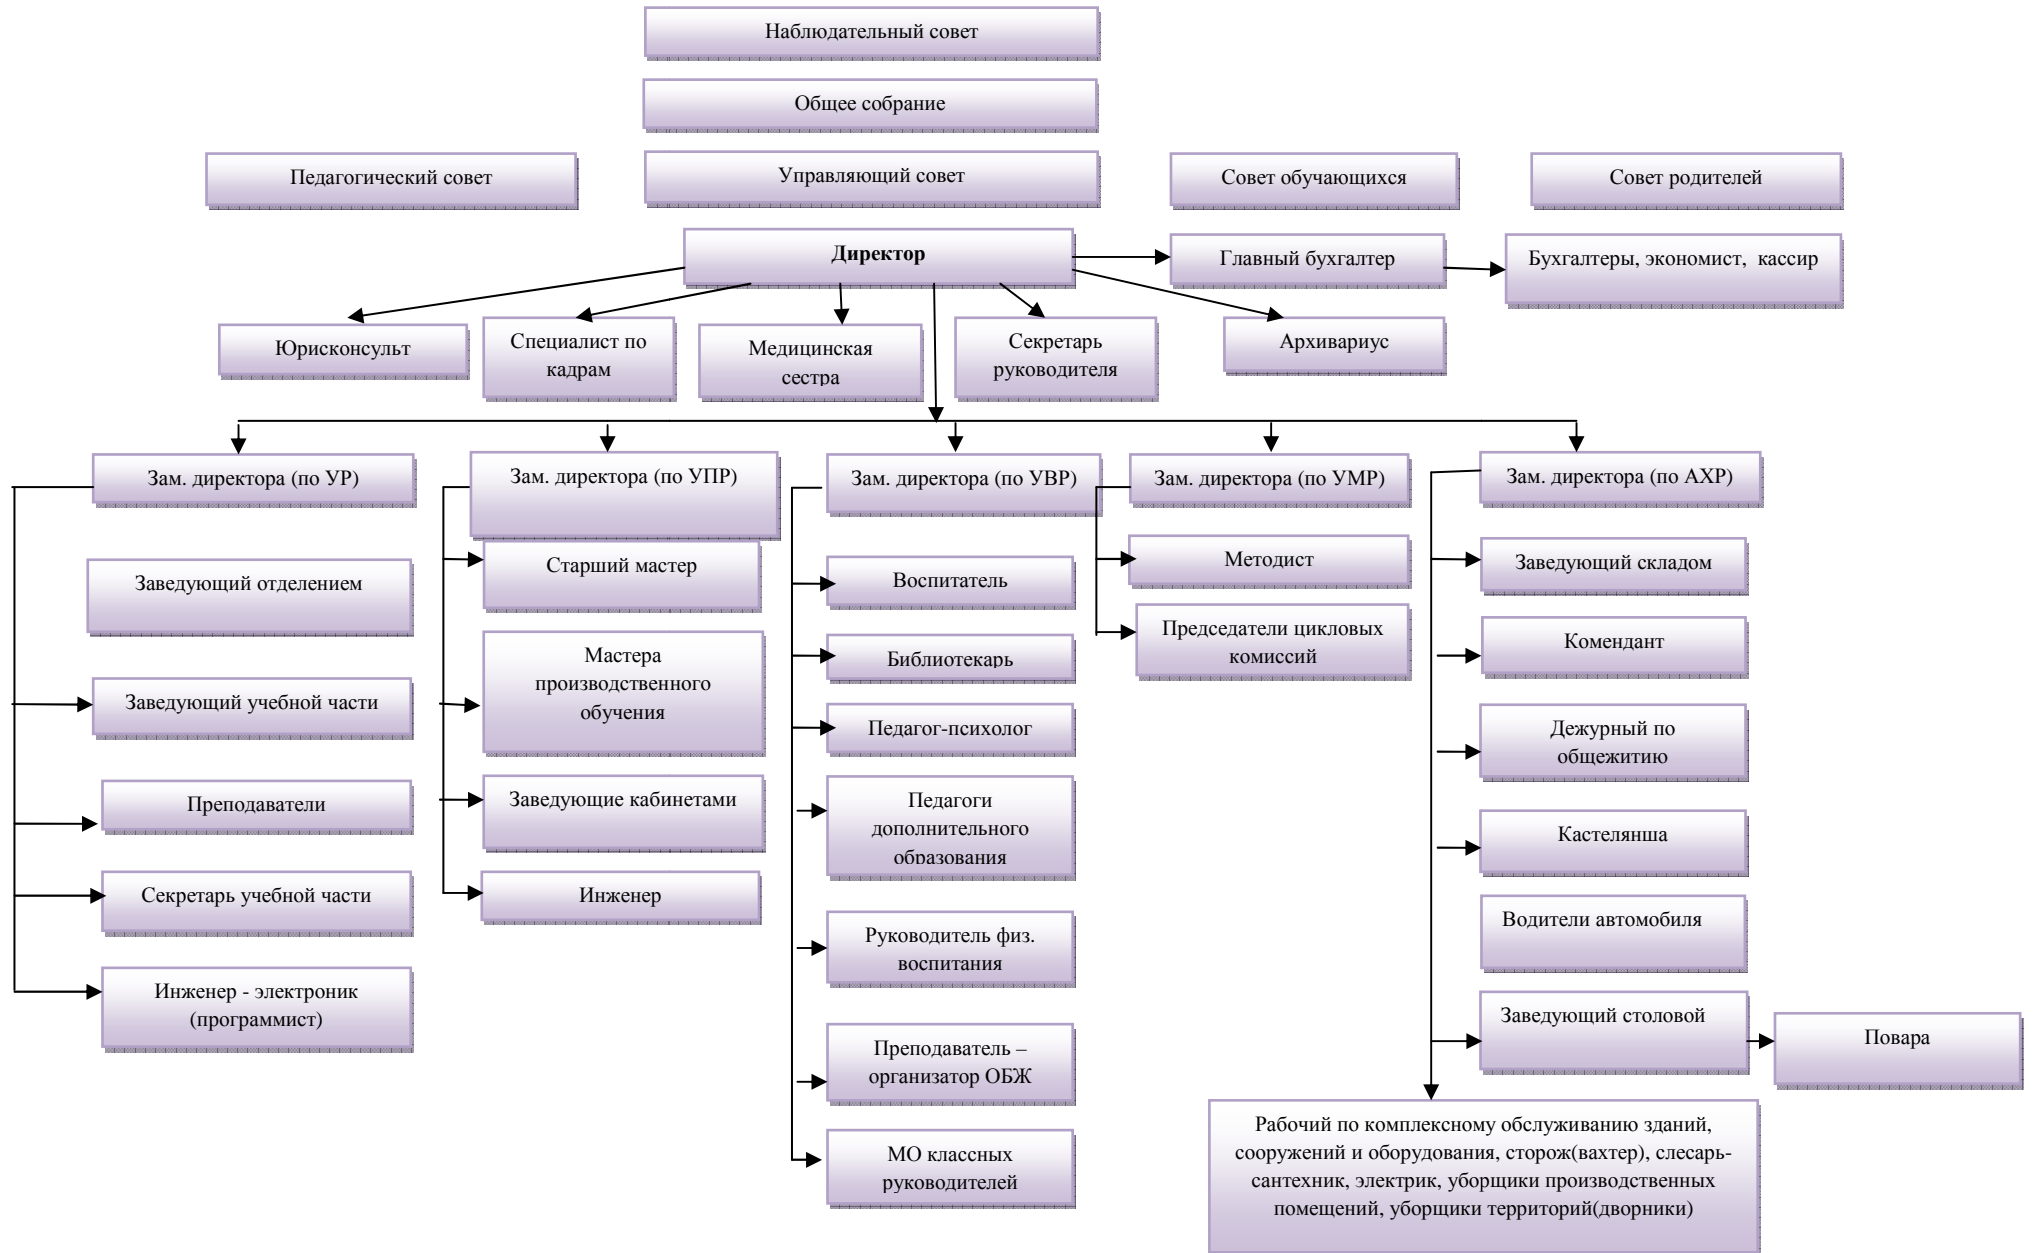 Наблюдательный совет
Общее собрание
Педагогический совет
Управляющий совет
Совет обучающихся
Совет родителей
Директор
Главный бухгалтер
Бухгалтеры, экономист, кассир
Юрисконсульт
Специалист по
кадрам
Медицинская
сестра
Секретарь
руководителя
Архивариус
Зам. директора (по УР)
Зам. директора (по УПР)
Зам. директора (по УВР)
Зам. директора (по УМР)
Зам. директора (по АХР)
Заведующий отделением
Заведующий учебной части
Преподаватели
Секретарь учебной части
Инженер - электроник
(программист)
Старший мастер
Мастера
производственного
обучения
Заведующие кабинетами
Инженер
Воспитатель
Библиотекарь
Педагог-психолог
Педагоги
дополнительного
образования
Руководитель физ.
воспитания
Преподаватель –
организатор ОБЖ
МО классных
руководителей
Методист
Председатели цикловых
комиссий
Заведующий складом
Комендант
Дежурный по
общежитию
Кастелянша
Водители автомобиля
Заведующий столовой
Повара
Рабочий по комплексному обслуживанию зданий,
сооружений и оборудования, сторож(вахтер), слесарь-
сантехник, электрик, уборщики производственных
помещений, уборщики территорий(дворники)